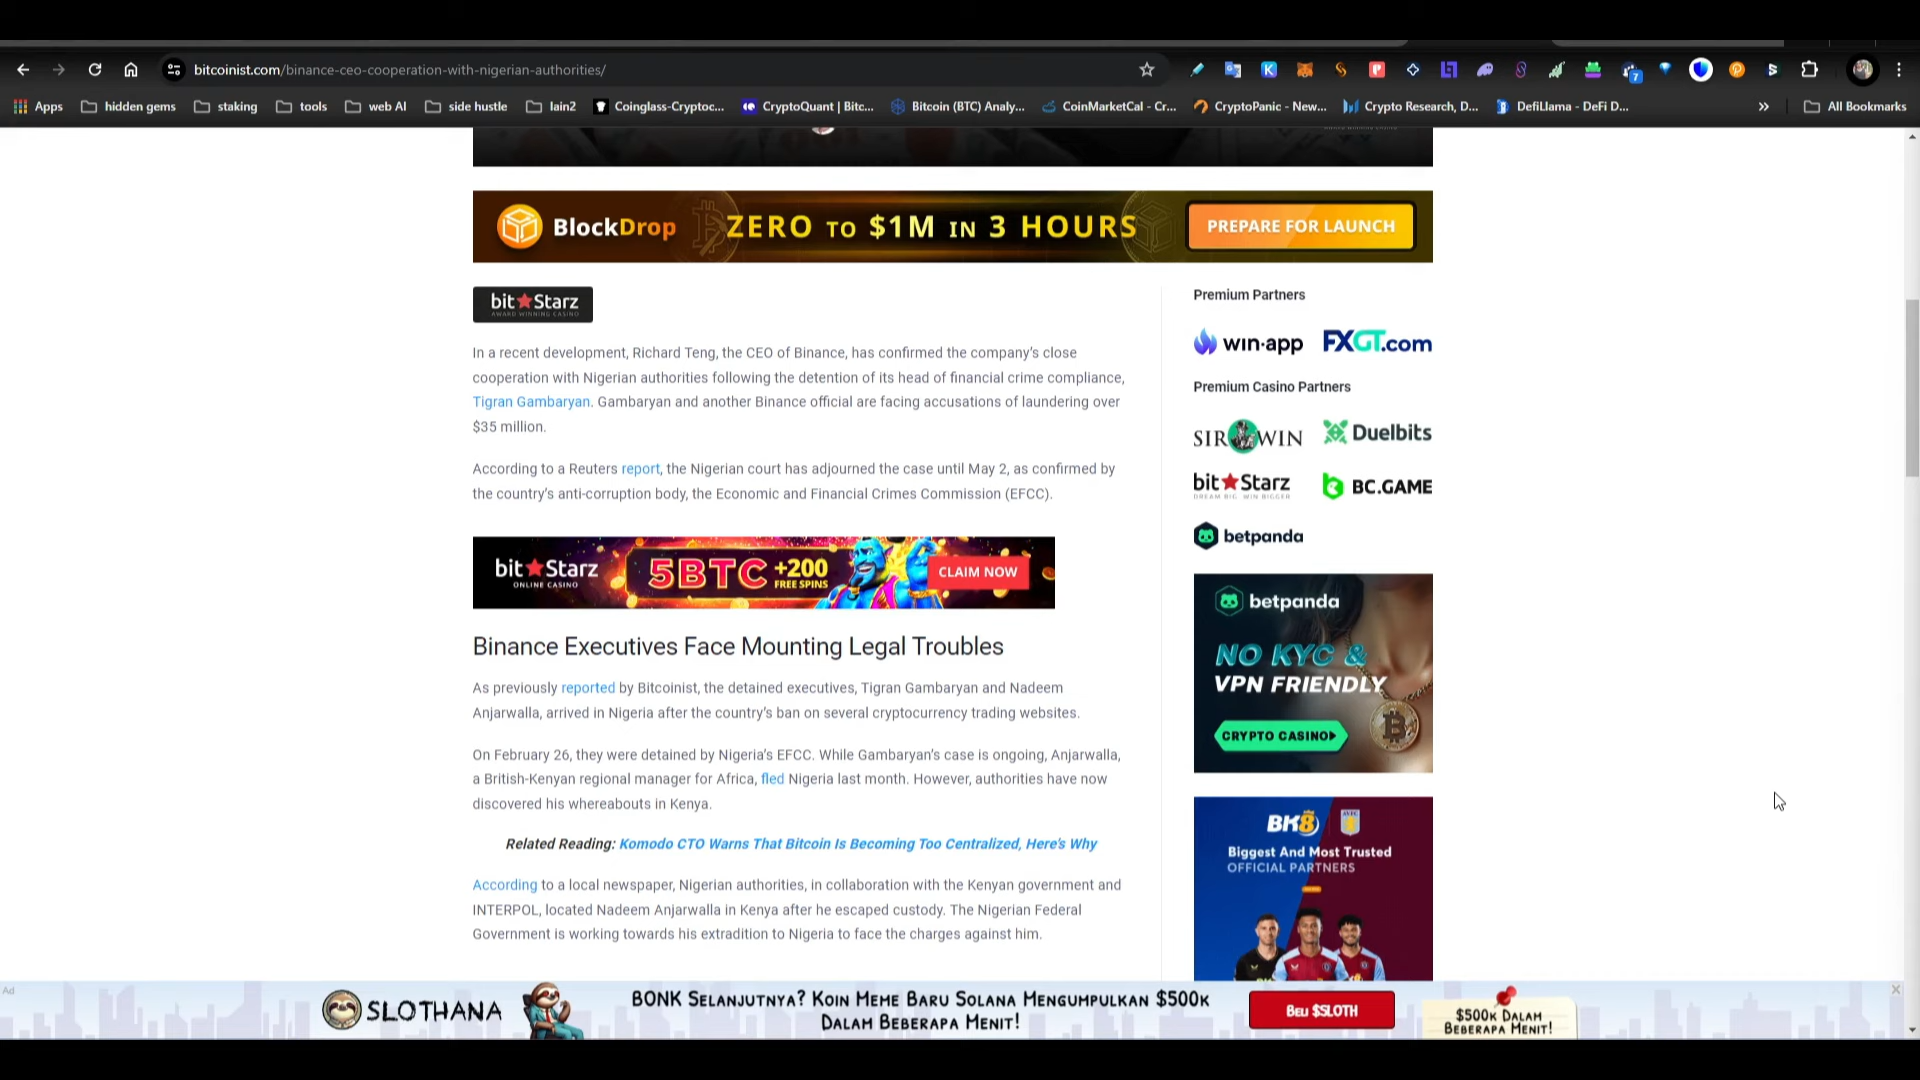 bitcoinist.com/binance-ceo-cooperation-with-nigerian-authorities/
7
Apps
hidden gems
staking
tools
web AI
side hustle
lain2
Coinglass-Cryptoc...
CryptoQuant | Bitc...
Bitcoin (BTC) Analy...
CoinMarketCal - Cr...
CryptoPanic - New...
Crypto Research, D...
DefiLlama - DeFi D...
»
All Bookmarks
BlockDrop
ZERO TO $1M IN 3 HOURS
PREPARE FOR LAUNCH
bit★Starz
AWARD WINNING CASINO
In a recent development, Richard Teng, the CEO of Binance, has confirmed the company's close
cooperation with Nigerian authorities following the detention of its head of financial crime compliance,
Tigran Gambaryan. Gambaryan and another Binance official are facing accusations of laundering over
$35 million.
According to a Reuters report, the Nigerian court has adjourned the case until May 2, as confirmed by
the country's anti-corruption body, the Economic and Financial Crimes Commission (EFCC).
bit★Starz
ONLINE CASINO
5BTC
+200
FREE SPINS
CLAIM NOW
Binance Executives Face Mounting Legal Troubles
As previously reported by Bitcoinist, the detained executives, Tigran Gambaryan and Nadeem
Anjarwalla, arrived in Nigeria after the country's ban on several cryptocurrency trading websites.
On February 26, they were detained by Nigeria's EFCC. While Gambaryan's case is ongoing, Anjarwalla,
a British-Kenyan regional manager for Africa, fled Nigeria last month. However, authorities have now
discovered his whereabouts in Kenya.
Related Reading: Komodo CTO Warns That Bitcoin Is Becoming Too Centralized, Here's Why
According to a local newspaper, Nigerian authorities, in collaboration with the Kenyan government and
INTERPOL, located Nadeem Anjarwalla in Kenya after he escaped custody. The Nigerian Federal
Government is working towards his extradition to Nigeria to face the charges against him.
Premium Partners
win·app
FXGT.com
Premium Casino Partners
SIR WIN
Duelbits
bit★Starz
DREAM BIG. WIN BIGGER
BC.GAME
betpanda
betpanda
NO KYC &
VPN FRIENDLY
CRYPTO CASINO
BK8
Biggest And Most Trusted
OFFICIAL PARTNERS
Ad
SLOTHANA
BONK SELANJUTNYA? KOIN MEME BARU SOLANA MENGUMPULKAN $500K
DALAM BEBERAPA MENIT!
BELI $SLOTH
$500K DALAM
BEBERAPA MENIT!